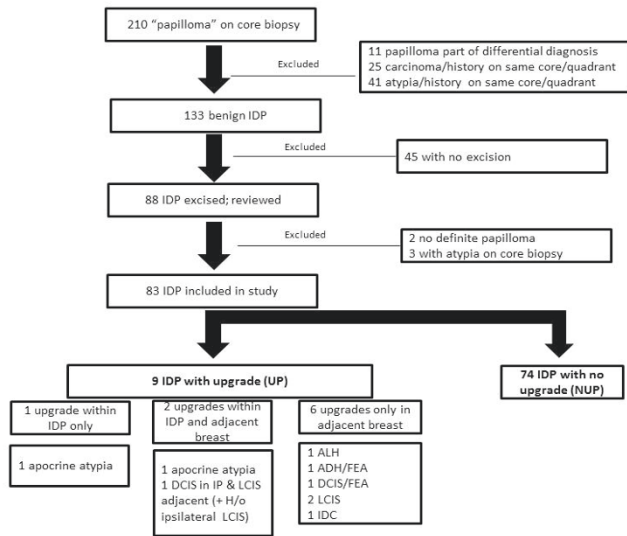 210 “papilloma” on core biopsy
Excluded
11 papilloma part of differential diagnosis
25 carcinoma/history on same core/quadrant
41 atypia/history on same core/quadrant
133 benign IDP
Excluded
45 with no excision
88 IDP excised; reviewed
Excluded
2 no definite papilloma
3 with atypia on core biopsy
83 IDP included in study
9 IDP with upgrade (UP)
74 IDP with no
upgrade (NUP)
1 upgrade within
IDP only
2 upgrades within
IDP and adjacent
breast
6 upgrades only in
adjacent breast
1 apocrine atypia
1 apocrine atypia
1 DCIS in IP & LCIS
adjacent (+ H/o
ipsilateral LCIS)
1 ALH
1 ADH/FEA
1 DCIS/FEA
2 LCIS
1 IDC